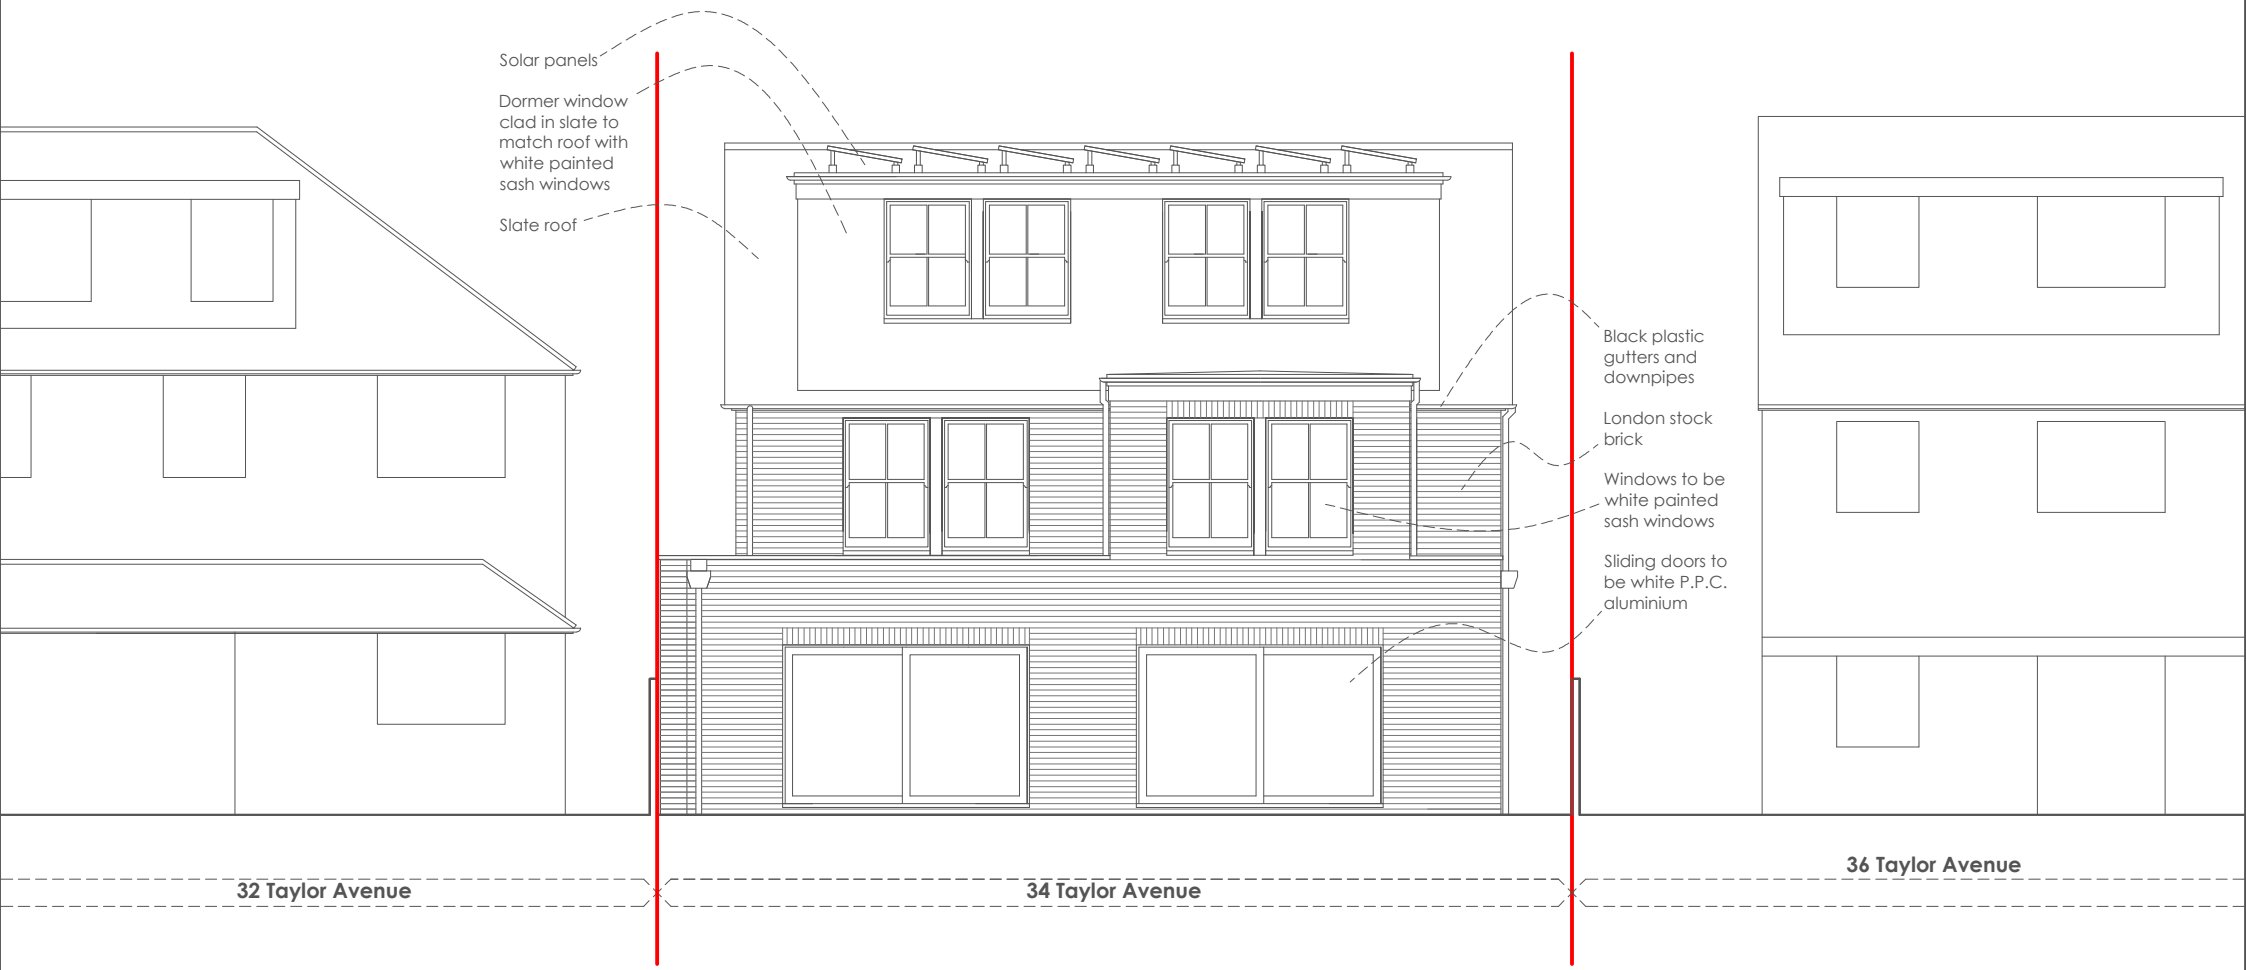 Solar panels
Dormer window
clad in slate to
match roof with
white painted
sash windows
Slate roof
Black plastic
gutters and
downpipes
London stock
brick
Windows to be
white painted
sash windows
Sliding doors to
be white P.P.C.
aluminium
32 Taylor Avenue
34 Taylor Avenue
36 Taylor Avenue